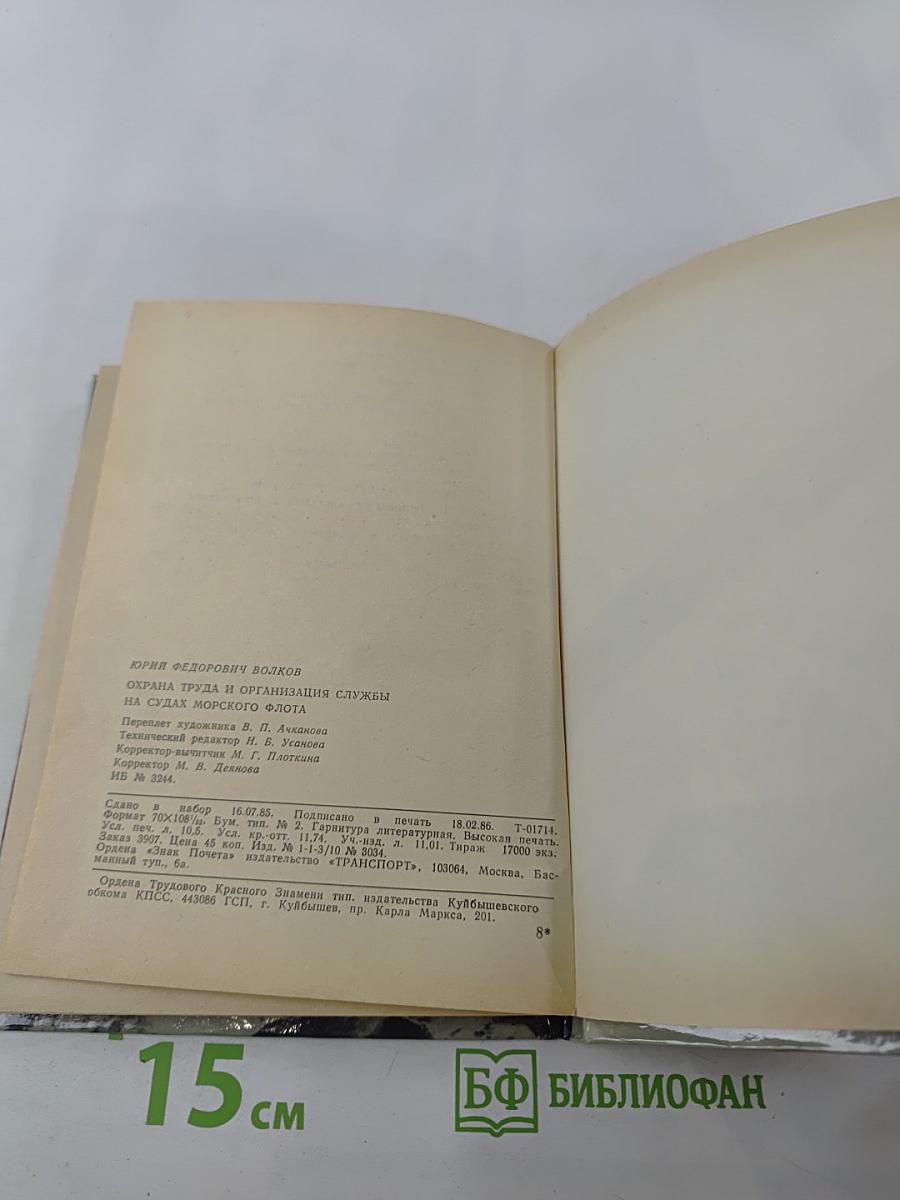 ЮРИЙ ФЕДОРОВИЧ ВОЛКОВ
ОХРАНА ТРУДА И ОРГАНИЗАЦИЯ СЛУЖБЫ
НА СУДАХ МОРСКОГО ФЛОТА
Переплет художника В. П. Ачканова
Технический редактор Н. Б. Усанова
Корректор-вычитчик М. Г. Плоткина
Корректор М. В. Деянова
ИБ № 3244.
Сдано в набор 16.07.85. Подписано в печать 18.02.86. Т-01714.
Формат 70×108¹/₃₂. Бум. тип. № 2. Гарнитура литературная. Высокая печать.
Усл. печ. л. 10,5. Усл. кр.-отт. 11,74. Уч.-изд. л. 11,01. Тираж 17000 экз.
Заказ 3907. Цена 45 коп. Изд. № 1-1-3/10 № 3034.
Ордена «Знак Почета» издательство «ТРАНСПОРТ», 103064, Москва, Бас-
манный туп., 6а.
Ордена Трудового Красного Знамени тип. издательства Куйбышевского
обкома КПСС, 443086 ГСП, г. Куйбышев, пр. Карла Маркса, 201.
8*
15 см
БФ БИБЛИОФАН